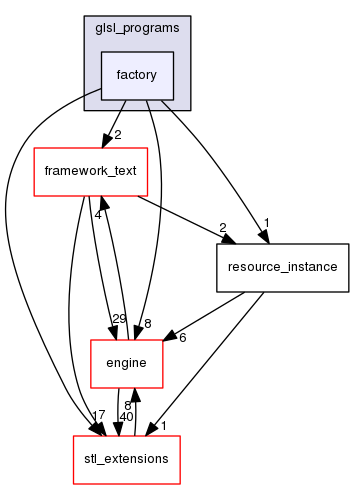 glsl_programs
factory
2
framework_text
4
2
1
resource_instance
29
8
6
engine
8
17
40
1
stl_extensions